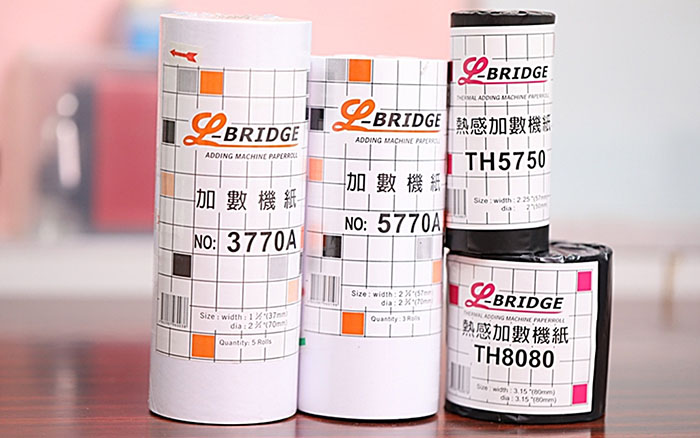 L-BRIDGE
ADDING MACHINE PAPERROLL
加數機紙
NO: 3770A
Size : width : 1 ½"(37mm)
dia : 2 ¾"(70mm)
Quantity: 5 Rolls
L-BRIDGE
ADDING MACHINE PAPERROLL
加數機紙
NO: 5770A
Size : width : 2 ¼"(57mm)
dia : 2 ¾"(70mm)
Quantity: 3 Rolls
L-BRIDGE
THERMAL ADDING MACHINE PAPERROLL
熱感加數機紙
TH5750
Size : width : 2.25"(57mm)
dia : 2"(50mm)
L-BRIDGE
THERMAL ADDING MACHINE PAPERROLL
熱感加數機紙
TH8080
Size : width : 3.15"(80mm)
dia : 3.15"(80mm)